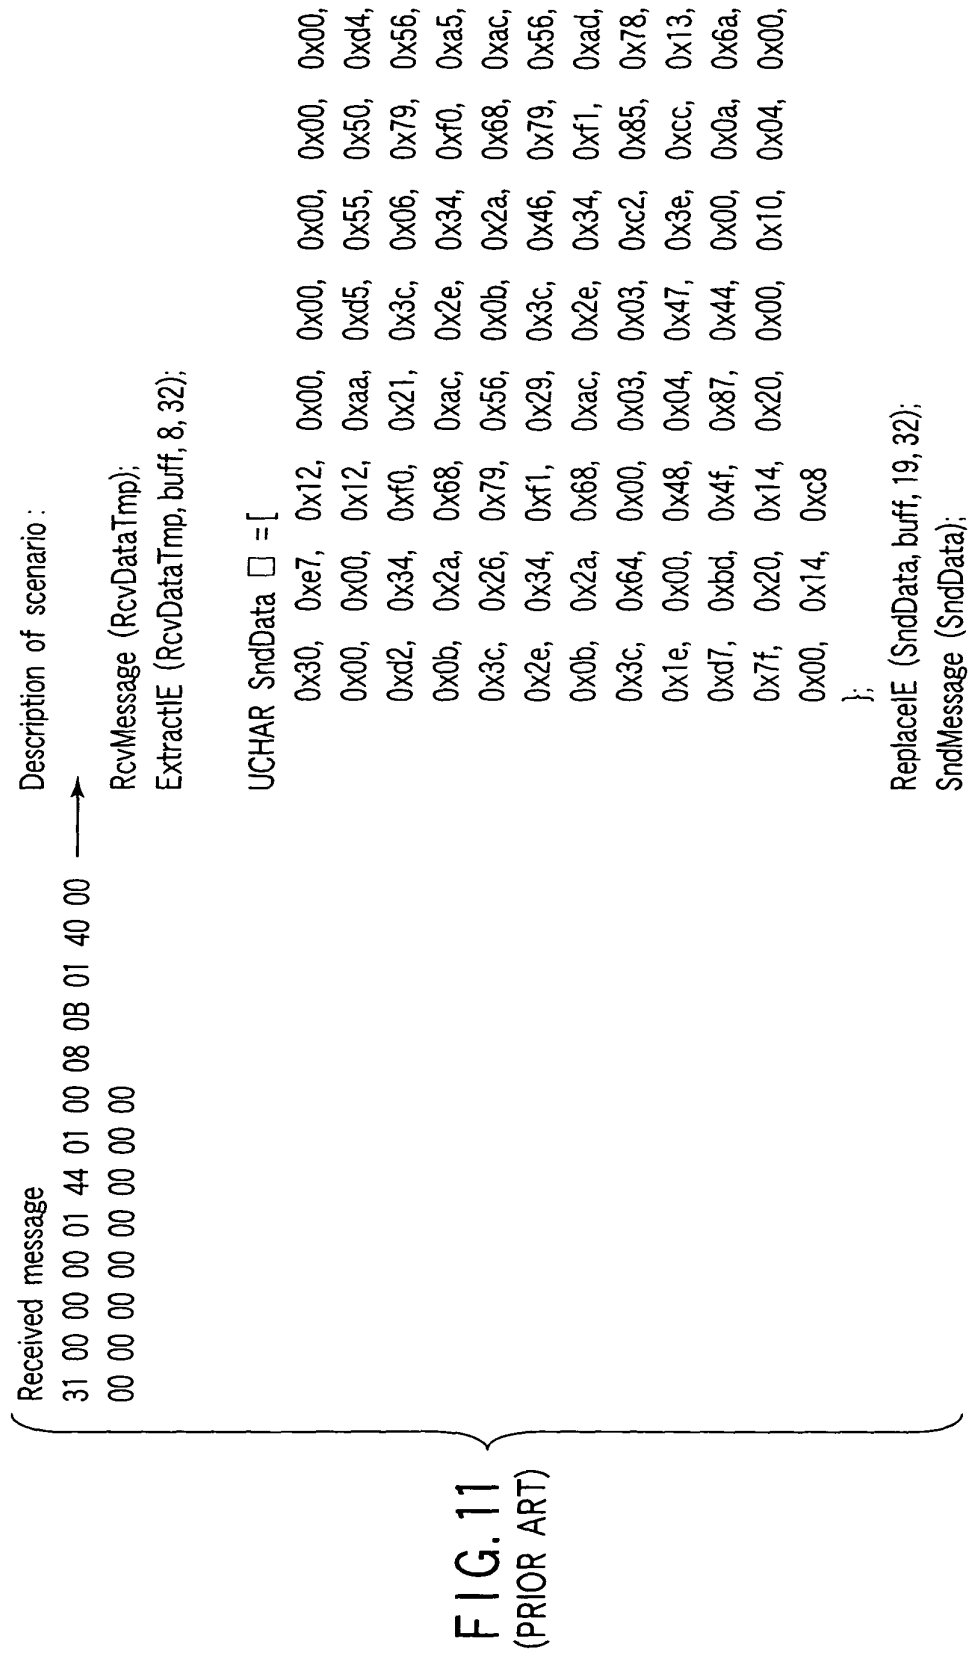 FIG. 11
(PRIOR ART)
Received message
31 00 00 00 01 44 01 00 08 0B 01 40 00
00 00 00 00 00 00 00 00
Description of scenario :
RcvMessage (RcvDataTmp);
ExtractIE (RcvDataTmp, buff, 8, 32);
UCHAR SndData □ =[
0x30, 0xe7, 0x12, 0x00, 0x00, 0x00, 0x00, 0x00,
0x00, 0x00, 0x12, 0xaa, 0xd5, 0x55, 0x50, 0xd4,
0xd2, 0x34, 0xf0, 0x21, 0x3c, 0x06, 0x79, 0x56,
0x0b, 0x2a, 0x68, 0xac, 0x2e, 0x34, 0xf0, 0xa5,
0x3c, 0x26, 0x79, 0x56, 0x0b, 0x2a, 0x68, 0xac,
0x2e, 0x34, 0xf1, 0x29, 0x3c, 0x46, 0x79, 0x56,
0x0b, 0x2a, 0x68, 0xac, 0x2e, 0x34, 0xf1, 0xad,
0x3c, 0x64, 0x00, 0x03, 0x03, 0xc2, 0x85, 0x78,
0x1e, 0x00, 0x48, 0x04, 0x47, 0x3e, 0xcc, 0x13,
0xd7, 0xbd, 0x4f, 0x87, 0x44, 0x00, 0x0a, 0x6a,
0x7f, 0x20, 0x14, 0x20, 0x00, 0x10, 0x04, 0x00,
0x00, 0x14, 0xc8
};
ReplaceIE (SndData, buff, 19, 32);
SndMessage (SndData);